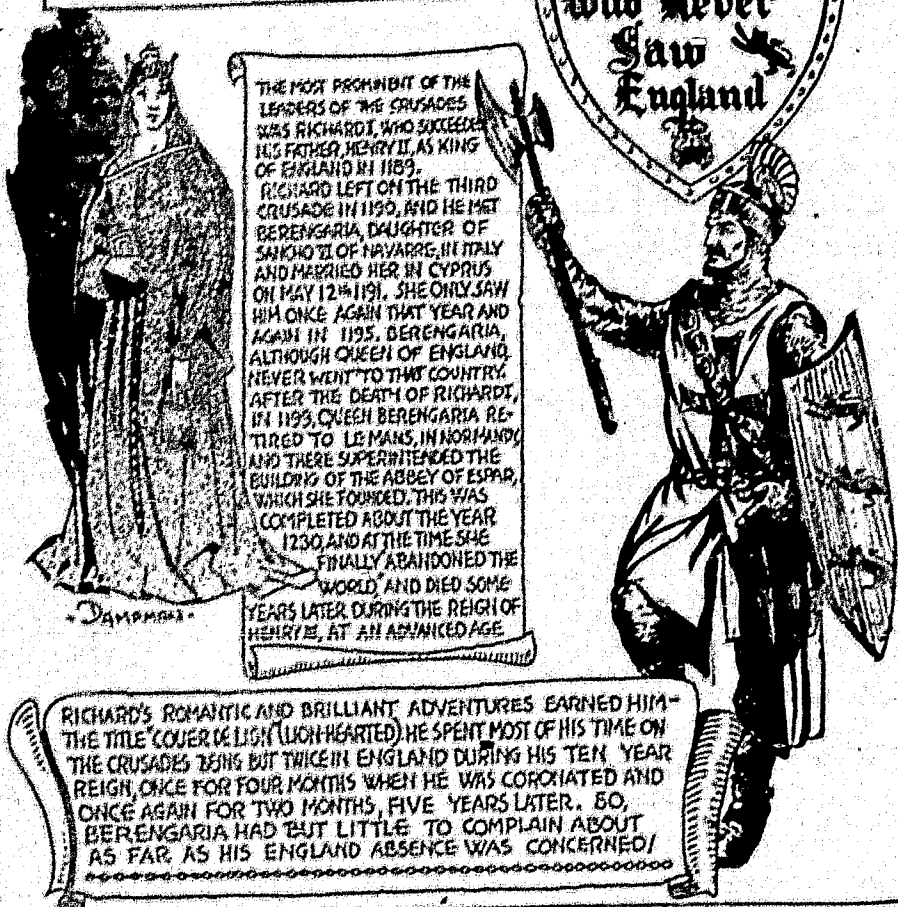 Who Never
Saw
England
THE MOST PROMINENT OF THE
LEADERS OF THE CRUSADES
WAS RICHARD I, WHO SUCCEEDED
HIS FATHER, HENRY II, AS KING
OF ENGLAND IN 1189.
RICHARD LEFT ON THE THIRD
CRUSADE IN 1190, AND HE MET
BERENGARIA, DAUGHTER OF
SANCHO VI OF NAVARRE, IN ITALY
AND MARRIED HER IN CYPRUS
ON MAY 12TH 1191. SHE ONLY SAW
HIM ONCE AGAIN THAT YEAR AND
AGAIN IN 1195. BERENGARIA,
ALTHOUGH QUEEN OF ENGLAND,
NEVER WENT TO THAT COUNTRY.
AFTER THE DEATH OF RICHARD I,
IN 1199, QUEEN BERENGARIA RE-
TIRED TO LE MANS, IN NORMANDY,
AND THERE SUPERINTENDED THE
BUILDING OF THE ABBEY OF ESPAR,
WHICH SHE FOUNDED. THIS WAS
COMPLETED ABOUT THE YEAR
1230, AND AT THE TIME SHE
FINALLY "ABANDONED THE
WORLD," AND DIED SOME
YEARS LATER DURING THE REIGN OF
HENRY III, AT AN ADVANCED AGE
-DAMPMAN-
RICHARD'S ROMANTIC AND BRILLIANT ADVENTURES EARNED HIM-
THE TITLE "COUER DE LION" (LION-HEARTED). HE SPENT MOST OF HIS TIME ON
THE CRUSADES BEING BUT TWICE IN ENGLAND DURING HIS TEN YEAR
REIGN, ONCE FOR FOUR MONTHS WHEN HE WAS CORONATED AND
ONCE AGAIN FOR TWO MONTHS, FIVE YEARS LATER. SO,
BERENGARIA HAD BUT LITTLE TO COMPLAIN ABOUT
AS FAR AS HIS ENGLAND ABSENCE WAS CONCERNED!